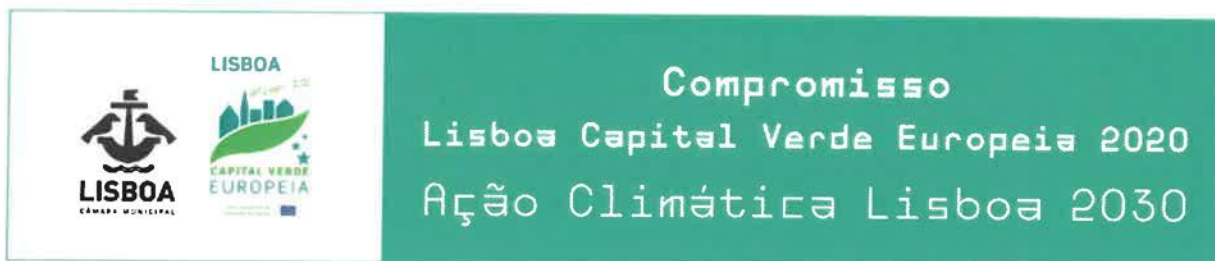 LISBOA
CÂMARA MUNICIPAL
LISBOA
CAPITAL VERDE
EUROPEIA
Compromisso
Lisboa Capital Verde Europeia 2020
Ação Climática Lisboa 2030